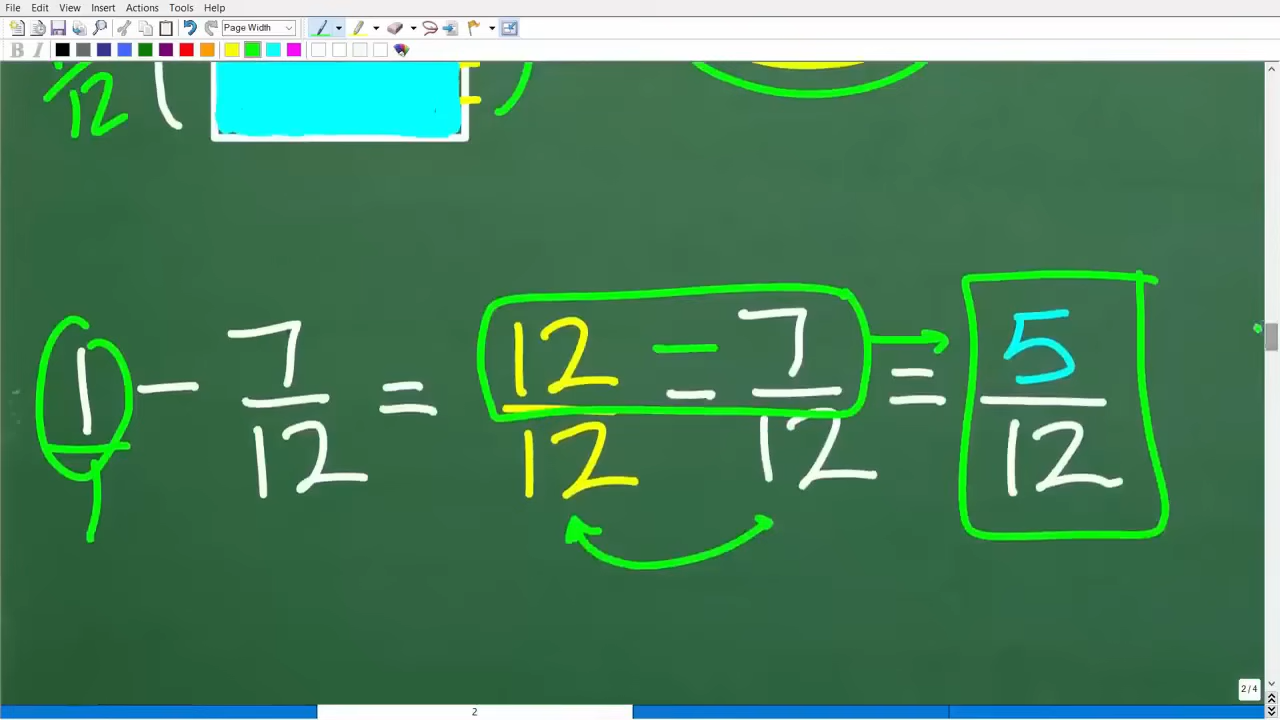 File Edit View Insert Actions Tools Help
Page Width
B I
12
1 - 7/12 = 12/12 - 7/12 = 5/12
1
2/4
2